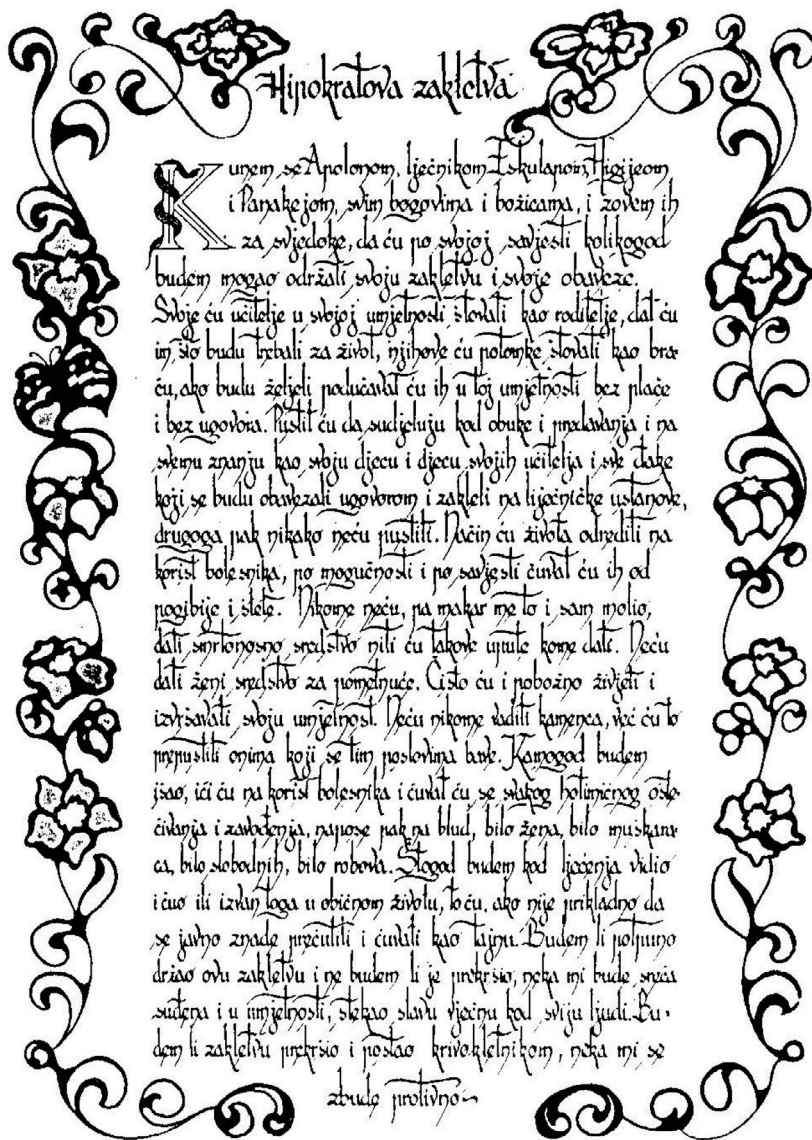 Hipokratova zakletva
Kunem se Apolonom, lječnikom Eskulapom, Higijeom
i Panakejom, svim bogovima i božicama, i zovem ih
za svjedoke, da ću po svojoj savjesti kolikogod
budem mogao održati svoju zakletvu i svoje obaveze.
Svoje ću učitelje u svojoj umjetnosti štovati kao roditelje, dat ću
im što budu trebali za život, njihove ću potomke štovati kao bra-
ću, ako budu željeli podučavat ću ih u toj umjetnosti bez plaće
i bez ugovora. Pustit ću da sudjeluju kod obuke i predavanja i na
svemu znanju kao svoju djecu i djecu svojih učitelja i sve đake
koji se budu obavezali ugovorom i zakleli na liječničke ustanove,
drugoga pak nikako neću pustiti. Način ću života odrediti na
korist bolesnika, po mogućnosti i po savjesti čuvat ću ih od
pogibije i štete. Nikome neću, pa makar me to i sam molio,
dati smrtonosno sredstvo niti ću takove upute kome dati. Neću
dati ženi sredstvo za pometnuće. Čisto ću i pobožno živjeti i
izvršavati svoju umjetnost. Neću nikome vaditi kamenca, već ću to
prepustiti onima koji se tim poslovima bave. Kamogod budem
išao, ići ću na korist bolesnika i čuvat ću se svakog hotimičnog ošte-
ćivanja i zavođenja, napose pak na blud, bilo žena, bilo muškara-
ca, bilo slobodnih, bilo robova. Štogod budem kod lječenja vidio
i čuo ili izvan toga u običnom životu, to ću, ako nije prikladno da
se javno znade prećutiti i čuvati kao tajnu. Budem li potpuno
držao ovu zakletvu i ne budem li je prekršio, neka mi bude sreća
suđena i u umjetnosti, stekao slavu vječnu kod sviju ljudi. Bu-
dem li zakletvu prekršio i postao krivokletnikom, neka mi se
zbude protivno